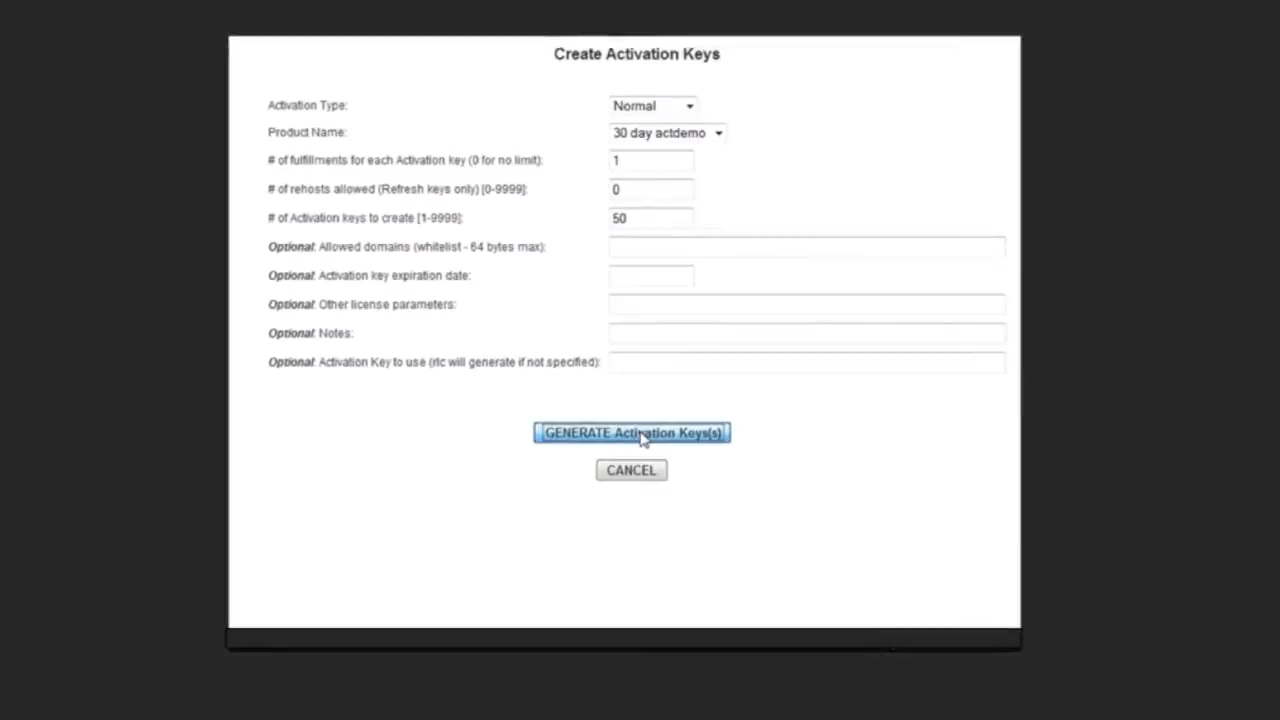 Create Activation Keys
Activation Type: Normal
Product Name: 30 day actdemo
# of fulfillments for each Activation key (0 for no limit): 1
# of rehosts allowed (Refresh keys only) [0-9999]: 0
# of Activation keys to create [1-9999]: 50
Optional: Allowed domains (whitelist - 64 bytes max):
Optional: Activation key expiration date:
Optional: Other license parameters:
Optional: Notes:
Optional: Activation Key to use (rlc will generate if not specified):
GENERATE Activation Keys(s)
CANCEL